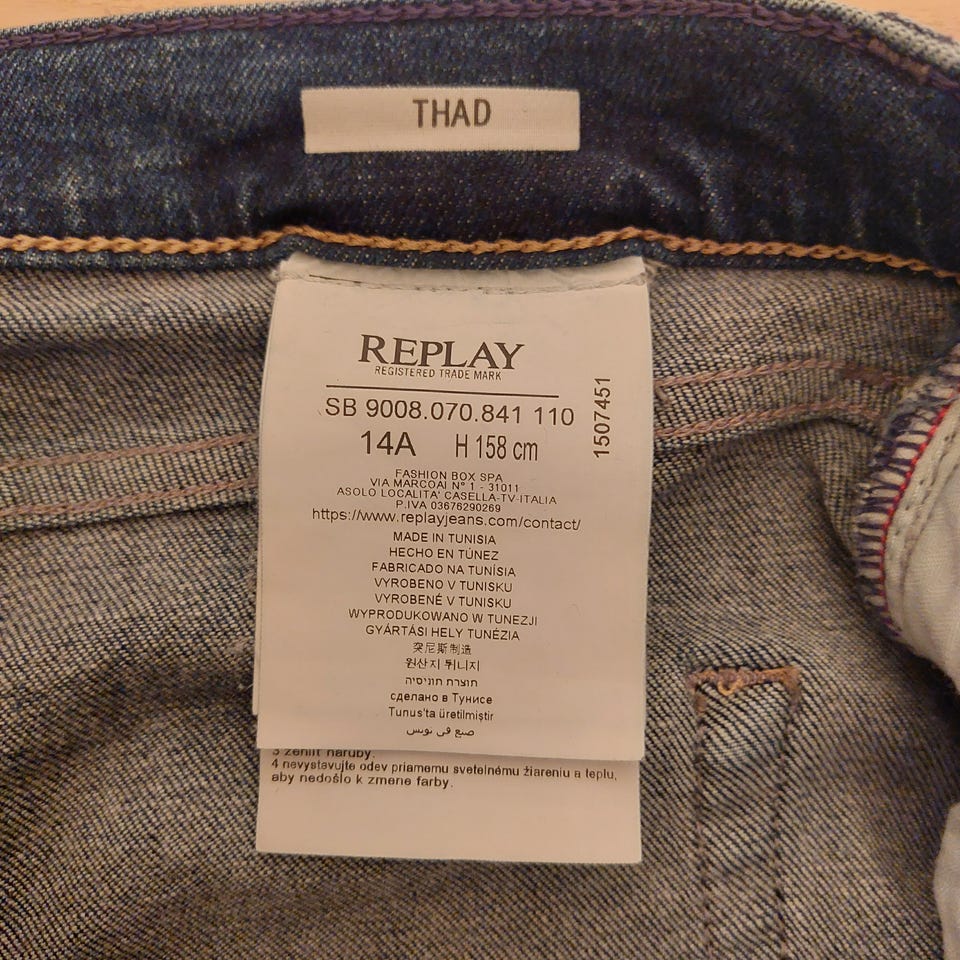 THAD
REPLAY
REGISTERED TRADE MARK
SB 9008.070.841 110
14A H 158 cm
1507451
FASHION BOX SPA
VIA MARCOAI N° 1 - 31011
ASOLO LOCALITA' CASELLA-TV-ITALIA
P.IVA 03676290269
https://www.replayjeans.com/contact/
MADE IN TUNISIA
HECHO EN TÚNEZ
FABRICADO NA TUNÍSIA
VYROBENO V TUNISKU
VYROBENÉ V TUNISKU
WYPRODUKOWANO W TUNEZJI
GYÁRTÁSI HELY TUNÉZIA
突尼斯制造
원산지 튀니지
תוצרת תוניסיה
сделано в Тунисе
Tunus'ta üretilmiştir
صنع في تونس
3 žehliť naruby.
4 nevystavujte odev priamemu svetelnému žiareniu a teplu,
aby nedošlo k zmene farby.